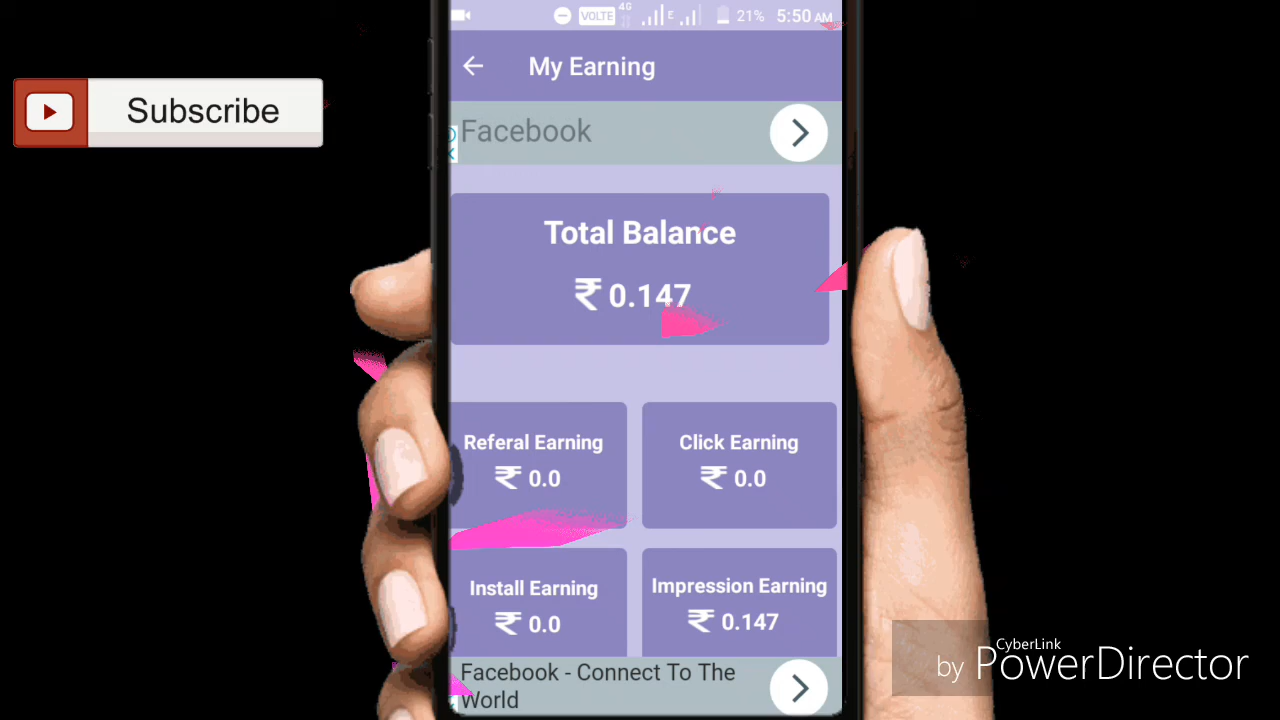 VOLTE 4G E 21% 5:50 AM
My Earning
Subscribe
Facebook
Total Balance
₹ 0.147
Referal Earning
₹ 0.0
Click Earning
₹ 0.0
Install Earning
₹ 0.0
Impression Earning
₹ 0.147
Facebook - Connect To The
World
CyberLink
by PowerDirector